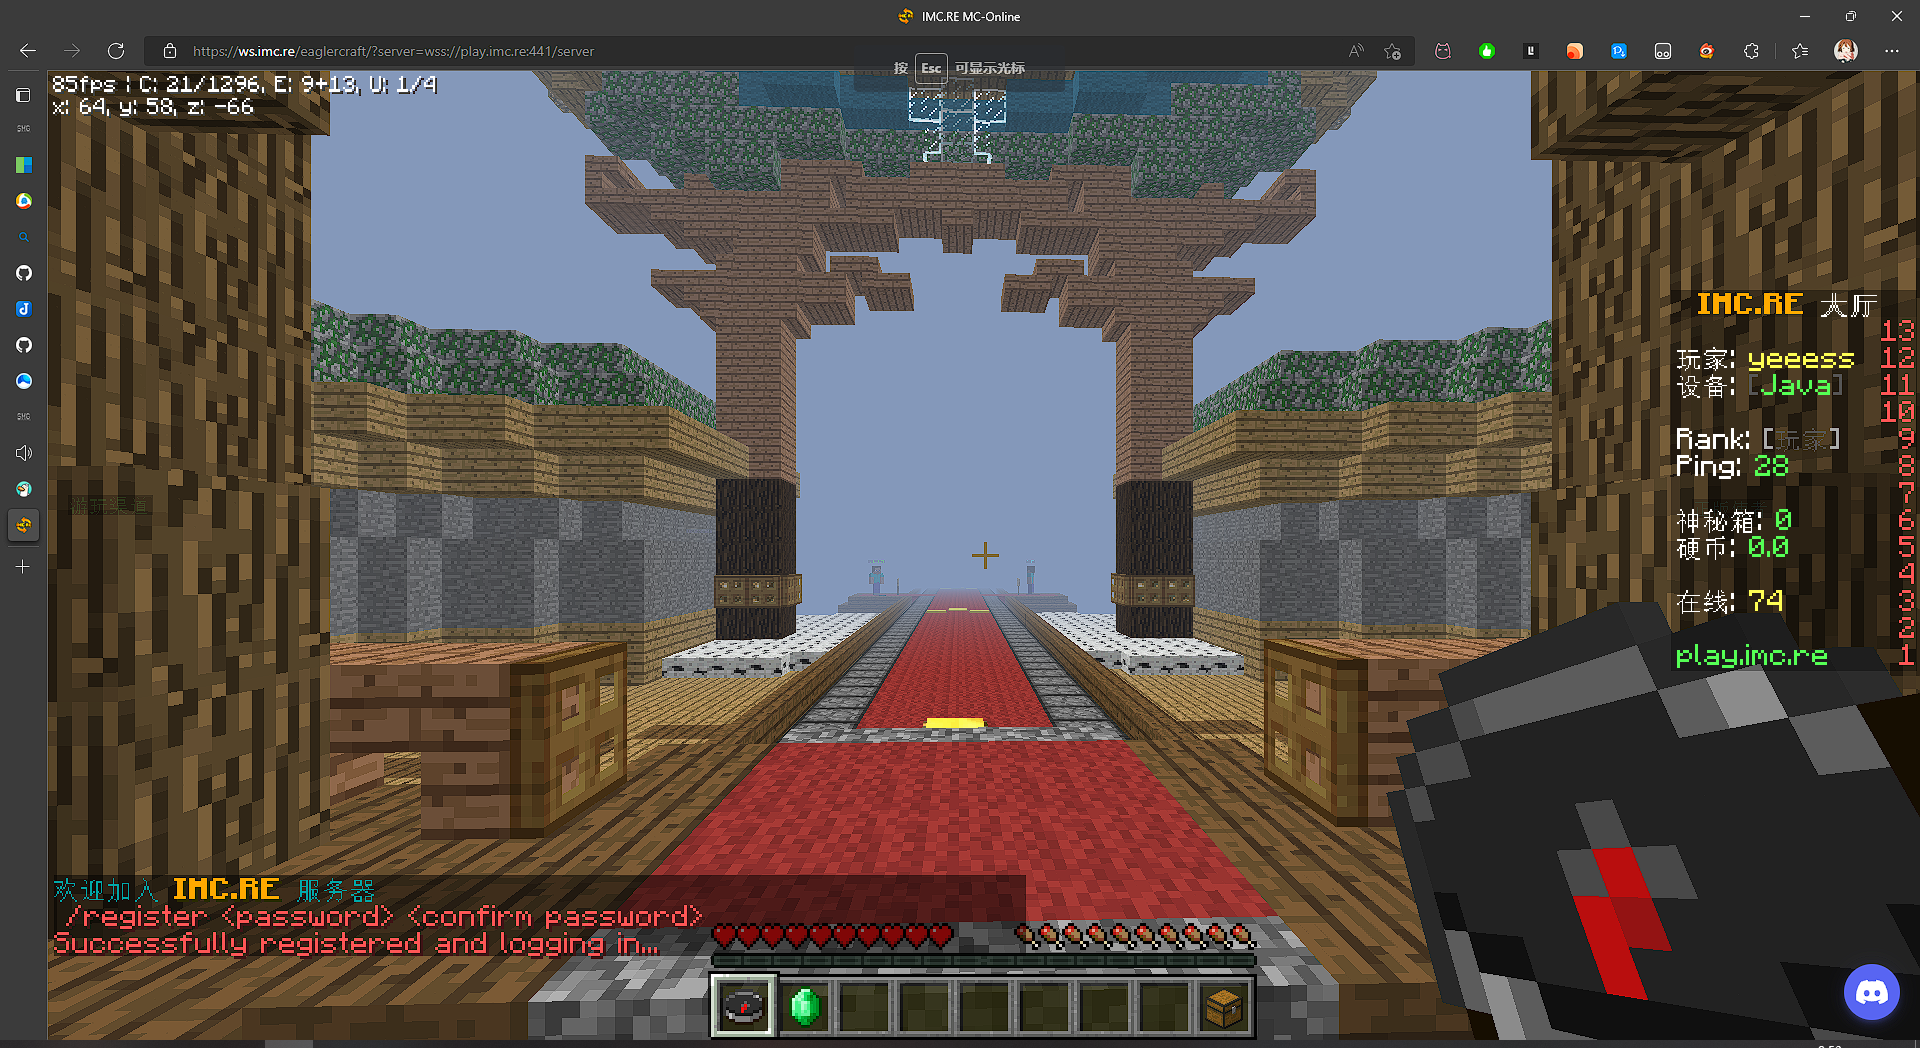 IMC.RE MC-Online
https://ws.imc.re/eaglercraft/?server=wss://play.imc.re:441/server
按 Esc 可显示光标
85fps | C: 21/1296, E: 9+13, U: 1/4
x: 64, y: 58, z: -66
游玩渠道
IMC.RE 大厅
13
玩家: yeeess 12
设备: [Java] 11
10
Rank: [玩家] 9
Ping: 28 8
7
神秘箱: 0 6
硬币: 0.0 5
4
在线: 74 3
2
play.imc.re 1
欢迎加入 IMC.RE 服务器
/register <password> <confirm password>
Successfully registered and logging in...